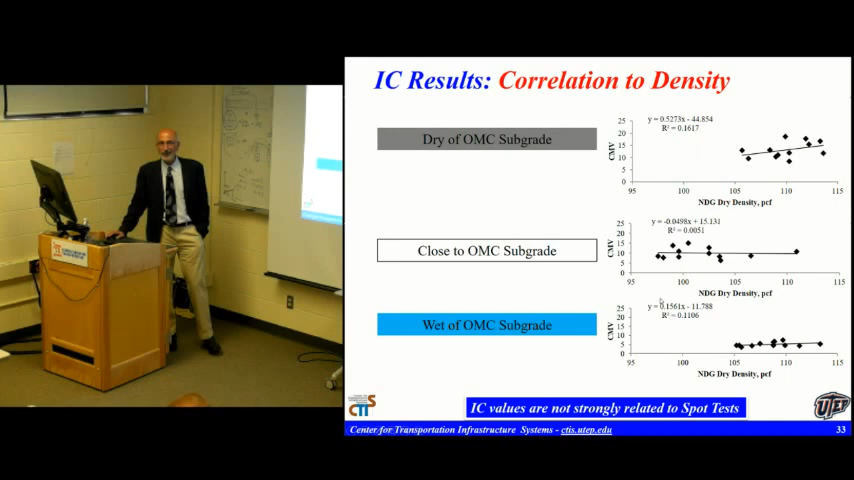 IC Results: Correlation to Density
Dry of OMC Subgrade
y = 0.5273x - 44.854
R² = 0.1617
25
20
15
10
5
0
CMV
95
100
105
110
115
NDG Dry Density, pcf
Close to OMC Subgrade
y = -0.0498x + 15.131
R² = 0.0051
25
20
15
10
5
0
CMV
95
100
105
110
115
NDG Dry Density, pcf
Wet of OMC Subgrade
y = 0.1561x - 11.788
R² = 0.1106
25
20
15
10
5
0
CMV
95
100
105
110
115
NDG Dry Density, pcf
IC values are not strongly related to Spot Tests
CTIS
UTEP
Center for Transportation Infrastructure Systems - ctis.utep.edu
33